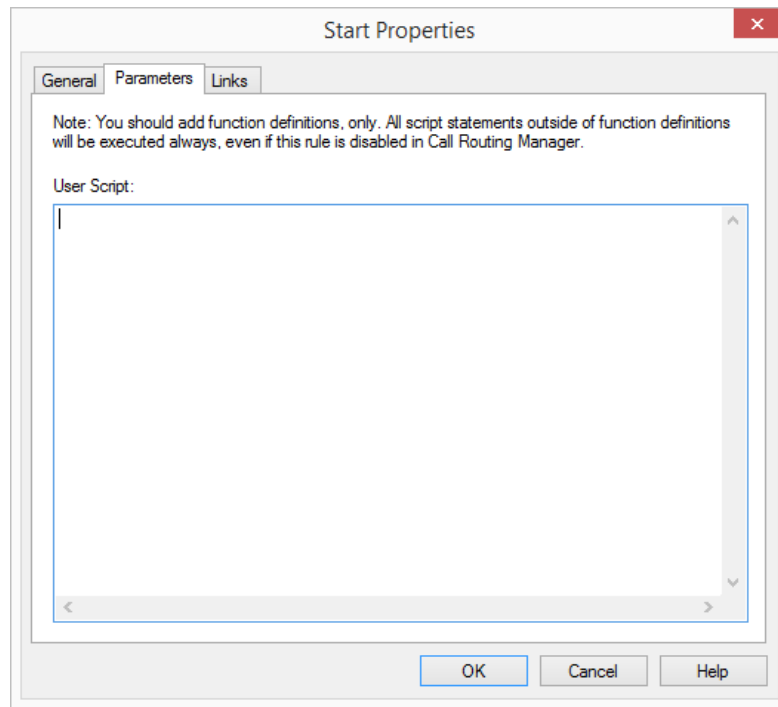 Start Properties
General
Parameters
Links
Note: You should add function definitions, only. All script statements outside of function definitions
will be executed always, even if this rule is disabled in Call Routing Manager.
User Script:
OK
Cancel
Help